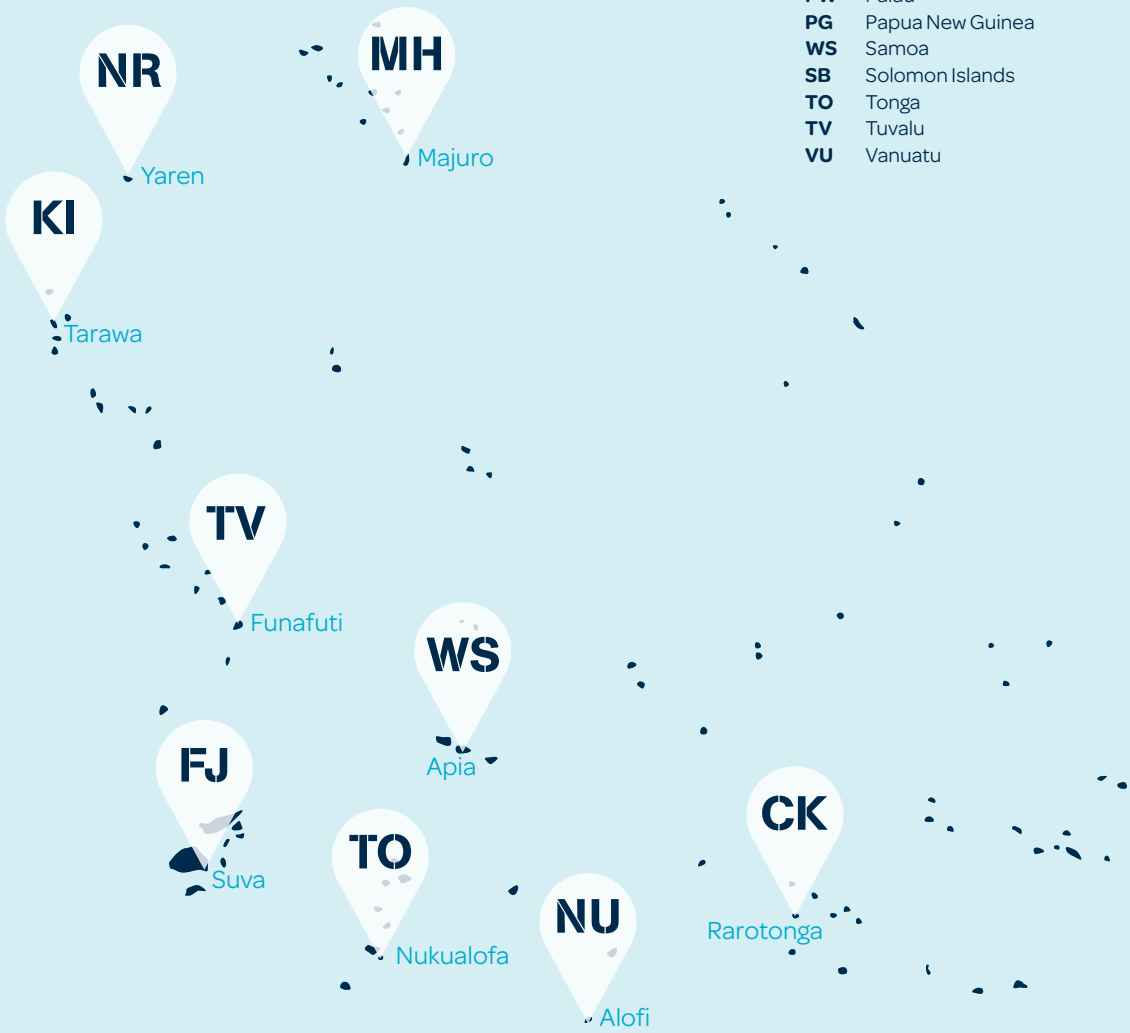 PG Papua New Guinea
WS Samoa
SB Solomon Islands
TO Tonga
TV Tuvalu
VU Vanuatu
NR
MH
Majuro
Yaren
KI
Tarawa
TV
Funafuti
WS
Apia
FJ
Suva
TO
Nukualofa
CK
Rarotonga
NU
Alofi